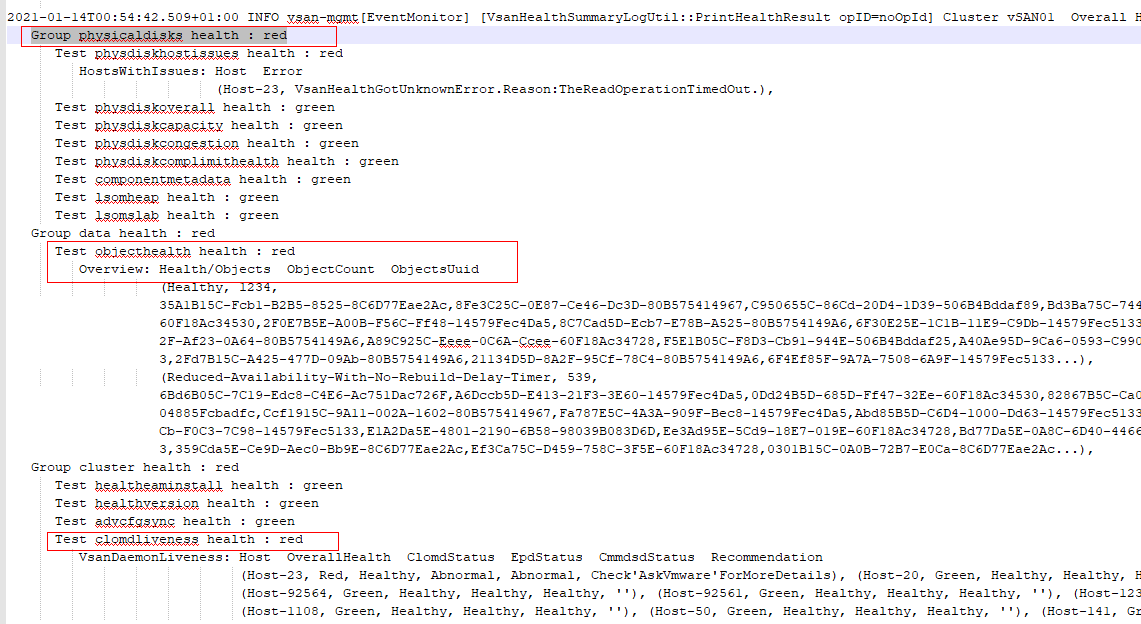 2021-01-14T00:54:42.509+01:00 INFO vsan-mgmt[EventMonitor] [VsanHealthSummaryLogUtil::PrintHealthResult opID=noOpId] Cluster vSAN01  Overall H
Group physicaldisks health : red
Test physdiskhostissues health : red
HostsWithIssues: Host  Error
(Host-23, VsanHealthGotUnknownError.Reason:TheReadOperationTimedOut.),
Test physdiskoverall health : green
Test physdiskcapacity health : green
Test physdiskcongestion health : green
Test physdiskcomplimithealth health : green
Test componentmetadata health : green
Test lsomheap health : green
Test lsomslab health : green
Group data health : red
Test objecthealth health : red
Overview: Health/Objects  ObjectCount  ObjectsUuid
(Healthy, 1234,
35A1B15C-Fcb1-B2B5-8525-8C6D77Eae2Ac,8Fe3C25C-0E87-Ce46-Dc3D-80B575414967,C950655C-86Cd-20D4-1D39-506B4Bddaf89,Bd3Ba75C-744
60F18Ac34530,2F0E7B5E-A00B-F56C-Ff48-14579Fec4Da5,8C7Cad5D-Ecb7-E78B-A525-80B5754149A6,6F30E25E-1C1B-11E9-C9Db-14579Fec5133
2F-Af23-0A64-80B5754149A6,A89C925C-Eeee-0C6A-Ccee-60F18Ac34728,F5E1B05C-F8D3-Cb91-944E-506B4Bddaf25,A40Ae95D-9Ca6-0593-C990
3,2Fd7B15C-A425-477D-09Ab-80B5754149A6,21134D5D-8A2F-95Cf-78C4-80B5754149A6,6F4Ef85F-9A7A-7508-6A9F-14579Fec5133...),
(Reduced-Availability-With-No-Rebuild-Delay-Timer, 539,
6Bd6B05C-7C19-Edc8-C4E6-Ac751Dac726F,A6Dccb5D-E413-21F3-3E60-14579Fec4Da5,0Dd24B5D-685D-Ff47-32Ee-60F18Ac34530,82867B5C-Ca0
04885Fcbadfc,Ccf1915C-9A11-002A-1602-80B575414967,Fa787E5C-4A3A-909F-Bec8-14579Fec4Da5,Abd85B5D-C6D4-1000-Dd63-14579Fec5133
Cb-F0C3-7C98-14579Fec5133,E1A2Da5E-4801-2190-6B58-98039B083D6D,Ee3Ad95E-5Cd9-18E7-019E-60F18Ac34728,Bd77Da5E-0A8C-6D40-4466
3,359Cda5E-Ce9D-Aec0-Bb9E-8C6D77Eae2Ac,Ef3Ca75C-D459-758C-3F5E-60F18Ac34728,0301B15C-0A0B-72B7-E0Ca-8C6D77Eae2Ac...),
Group cluster health : red
Test healtheaminstall health : green
Test healthversion health : green
Test advcfgsync health : green
Test clomdliveness health : red
VsanDaemonLiveness: Host  OverallHealth  ClomdStatus  EpdStatus  CmmdsdStatus  Recommendation
(Host-23, Red, Healthy, Abnormal, Abnormal, Check'AskVmware'ForMoreDetails), (Host-20, Green, Healthy, Healthy, H
(Host-92564, Green, Healthy, Healthy, Healthy, ''), (Host-92561, Green, Healthy, Healthy, Healthy, ''), (Host-123
(Host-1108, Green, Healthy, Healthy, Healthy, ''), (Host-50, Green, Healthy, Healthy, Healthy, ''), (Host-141, Gr